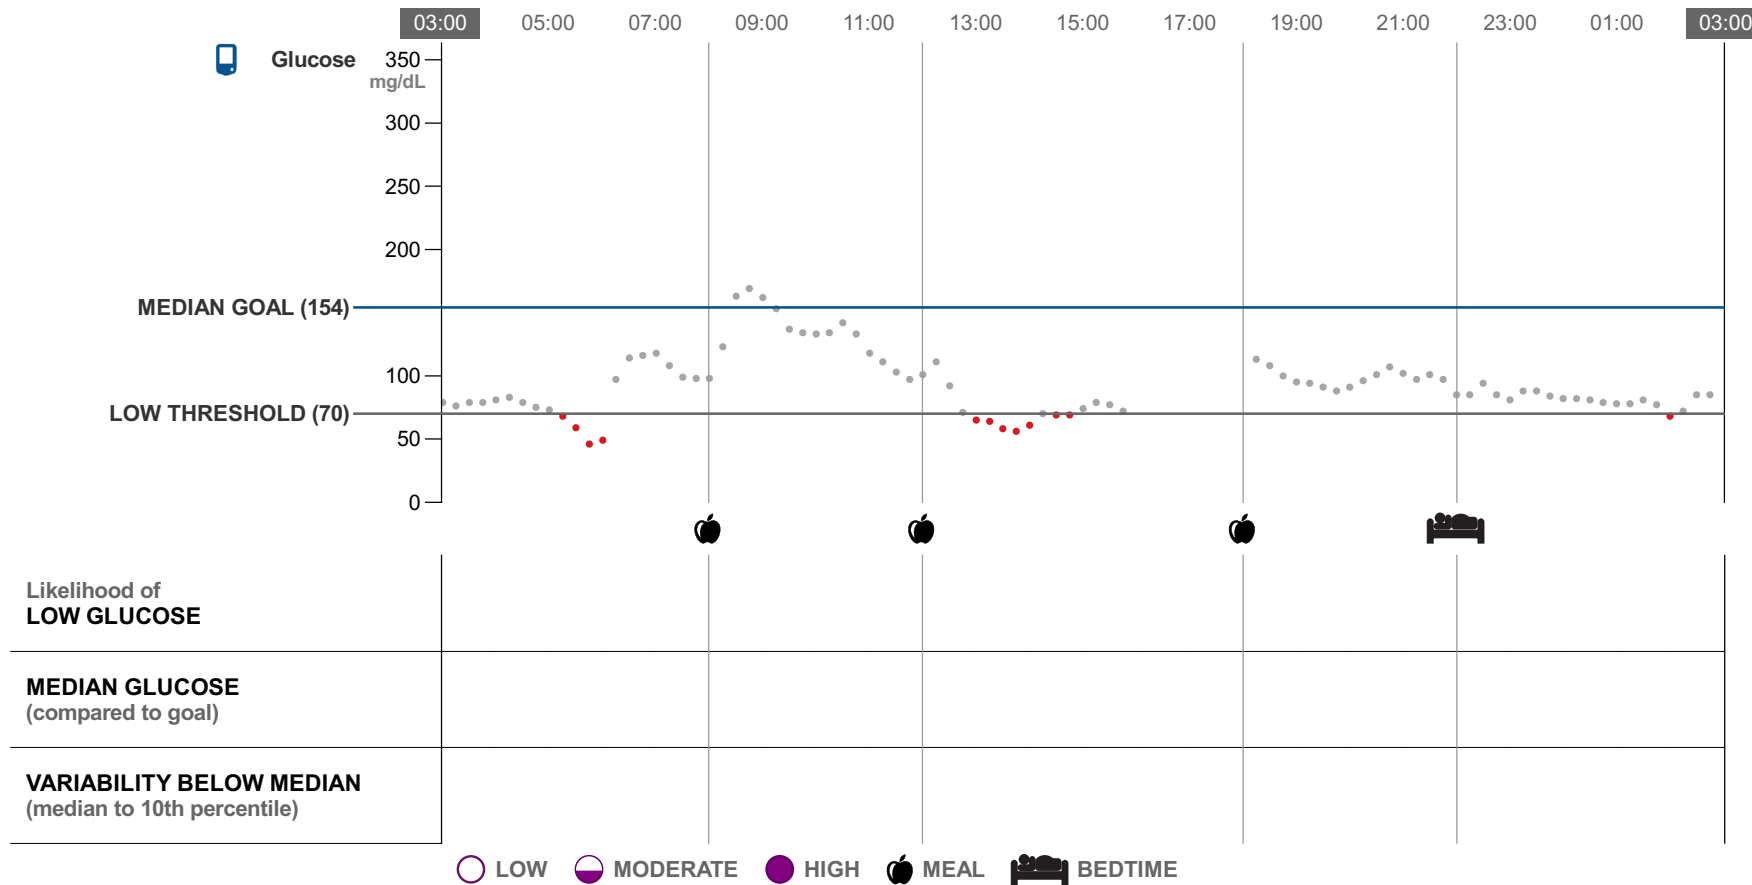 03:00 05:00 07:00 09:00 11:00 13:00 15:00 17:00 19:00 21:00 23:00 01:00 03:00
Glucose 350
mg/dL
300
250
200
MEDIAN GOAL (154)
100
LOW THRESHOLD (70)
50
0
Likelihood of
LOW GLUCOSE
MEDIAN GLUCOSE
(compared to goal)
VARIABILITY BELOW MEDIAN
(median to 10th percentile)
LOW MODERATE HIGH MEAL BEDTIME